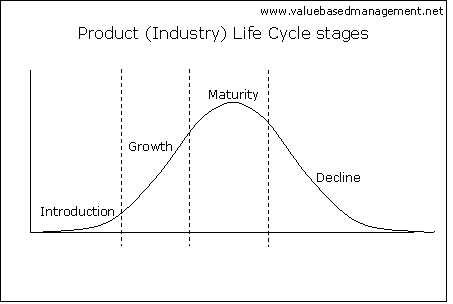 www.valuebasedmanagement.net
Product (Industry) Life Cycle stages
Maturity
Growth
Decline
Introduction